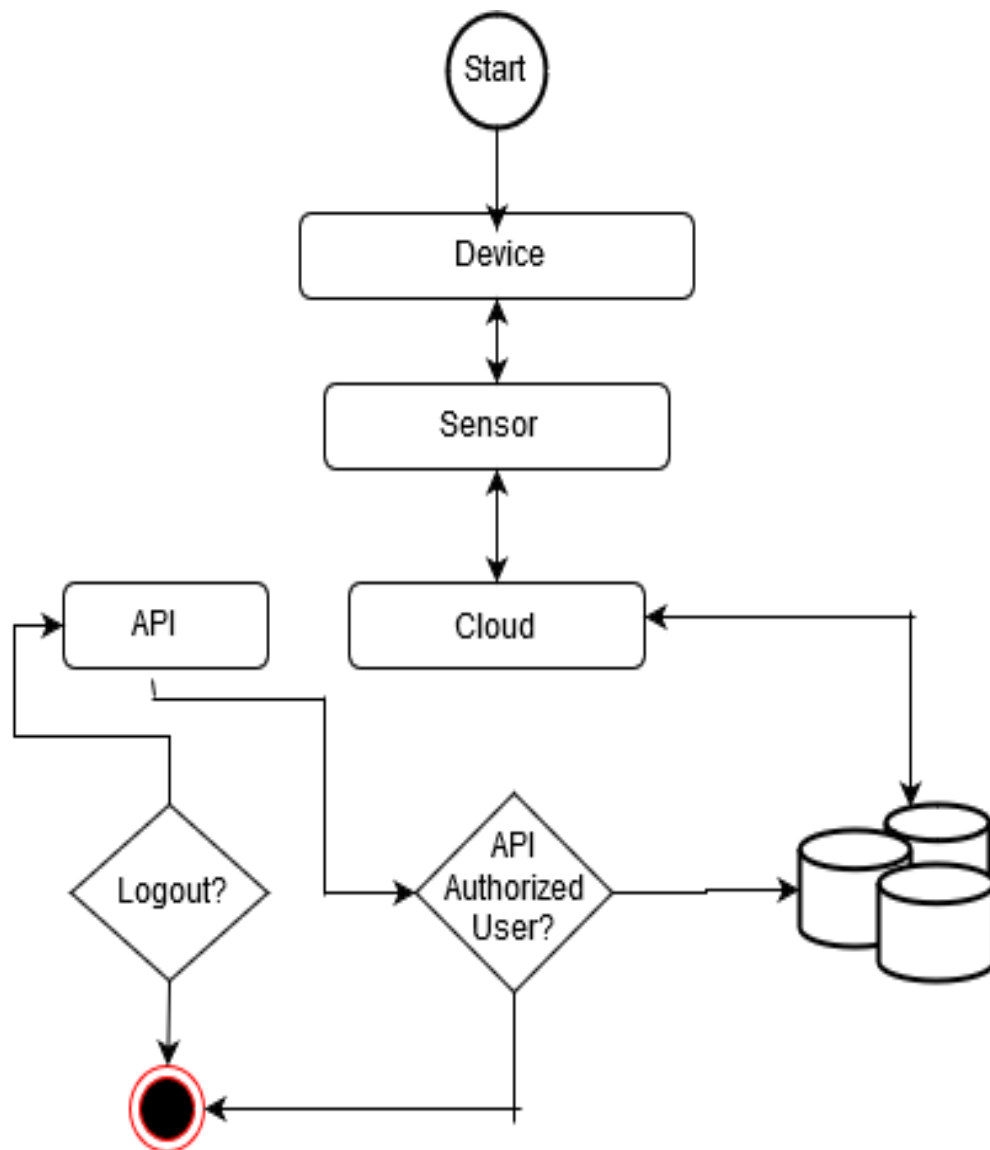 Start
Device
Sensor
API
Cloud
Logout?
API
Authorized
User?